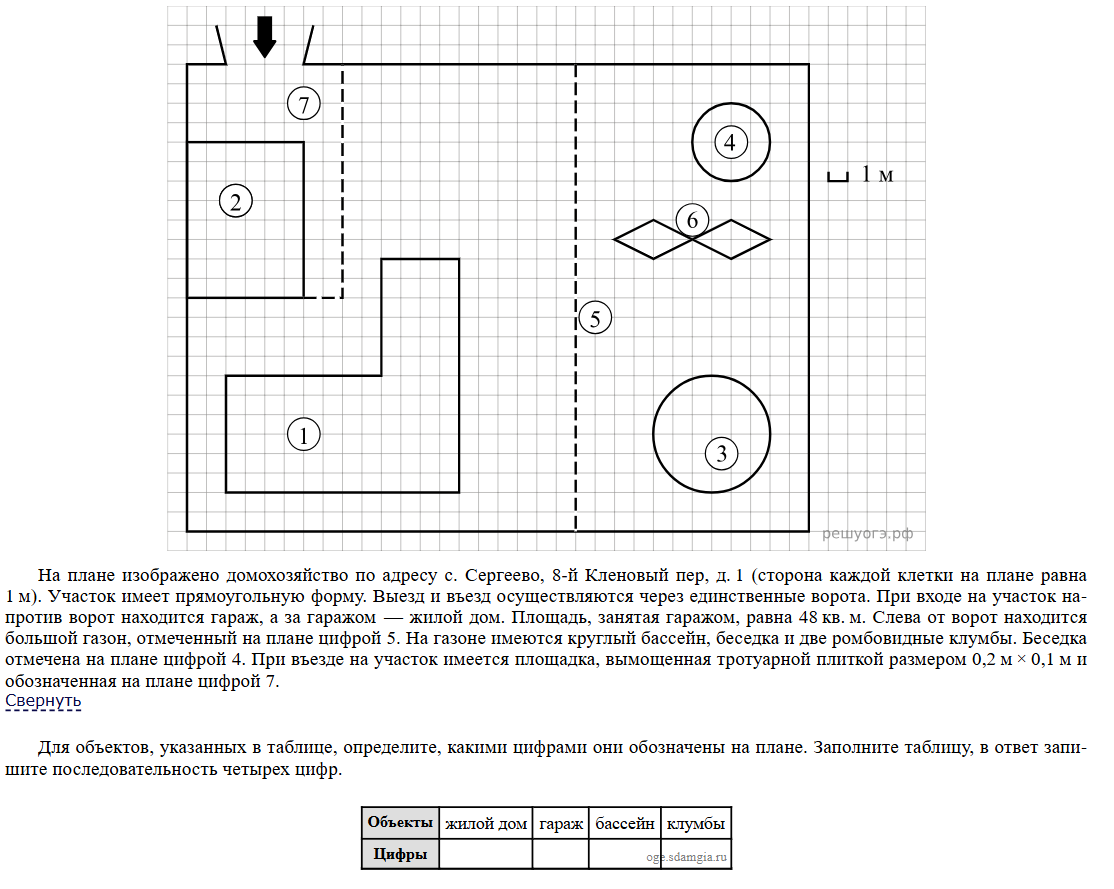 7
4
1 м
2
6
5
1
3
решуогэ.рф
На плане изображено домохозяйство по адресу с. Сергеево, 8-й Кленовый пер, д. 1 (сторона каждой клетки на плане равна
1 м). Участок имеет прямоугольную форму. Выезд и въезд осуществляются через единственные ворота. При входе на участок на-
против ворот находится гараж, а за гаражом — жилой дом. Площадь, занятая гаражом, равна 48 кв. м. Слева от ворот находится
большой газон, отмеченный на плане цифрой 5. На газоне имеются круглый бассейн, беседка и две ромбовидные клумбы. Беседка
отмечена на плане цифрой 4. При въезде на участок имеется площадка, вымощенная тротуарной плиткой размером 0,2 м × 0,1 м и
обозначенная на плане цифрой 7.
Свернуть
Для объектов, указанных в таблице, определите, какими цифрами они обозначены на плане. Заполните таблицу, в ответ запи-
шите последовательность четырех цифр.
Объекты жилой дом гараж бассейн клумбы
Цифры
oge.sdamgia.ru